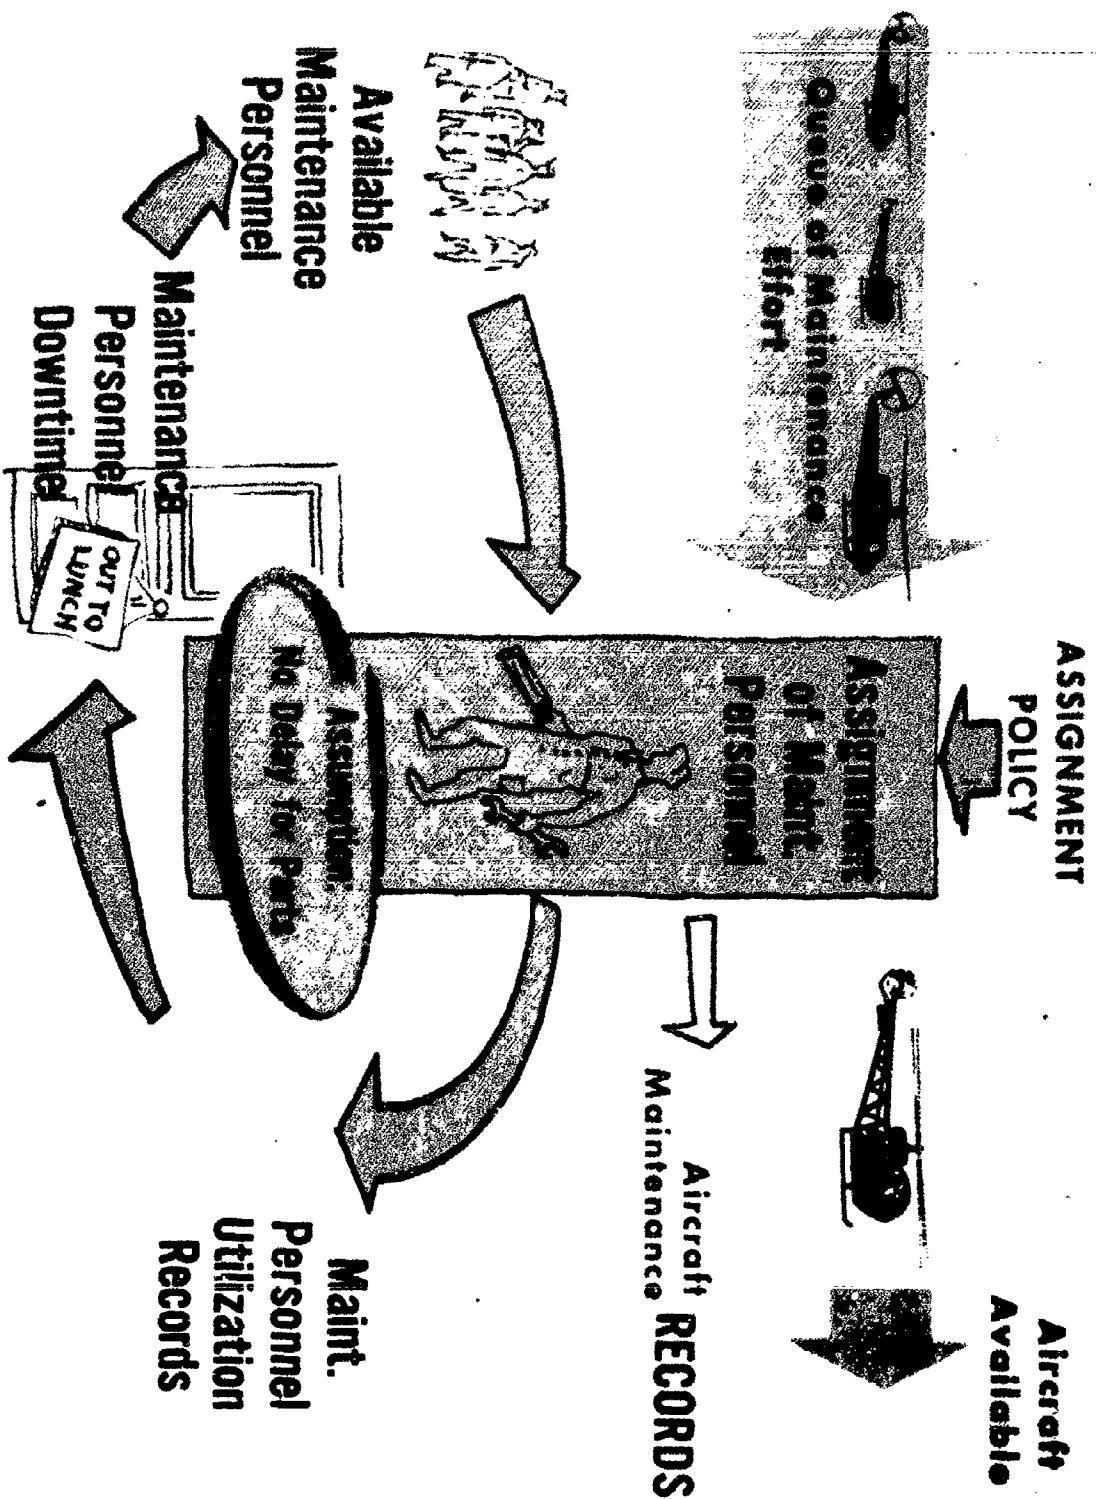 ASSIGNMENT
POLICY
Aircraft
Available
Queue of Maintenance
Effort
Assignment
of Maint.
Personnel
Aircraft
Maintenance RECORDS
Available
Maintenance
Personnel
Assumption:
No Delay for Parts
Maint.
Personnel
Utilization
Records
Maintenance
Personnel
Downtime
OUT TO
LUNCH